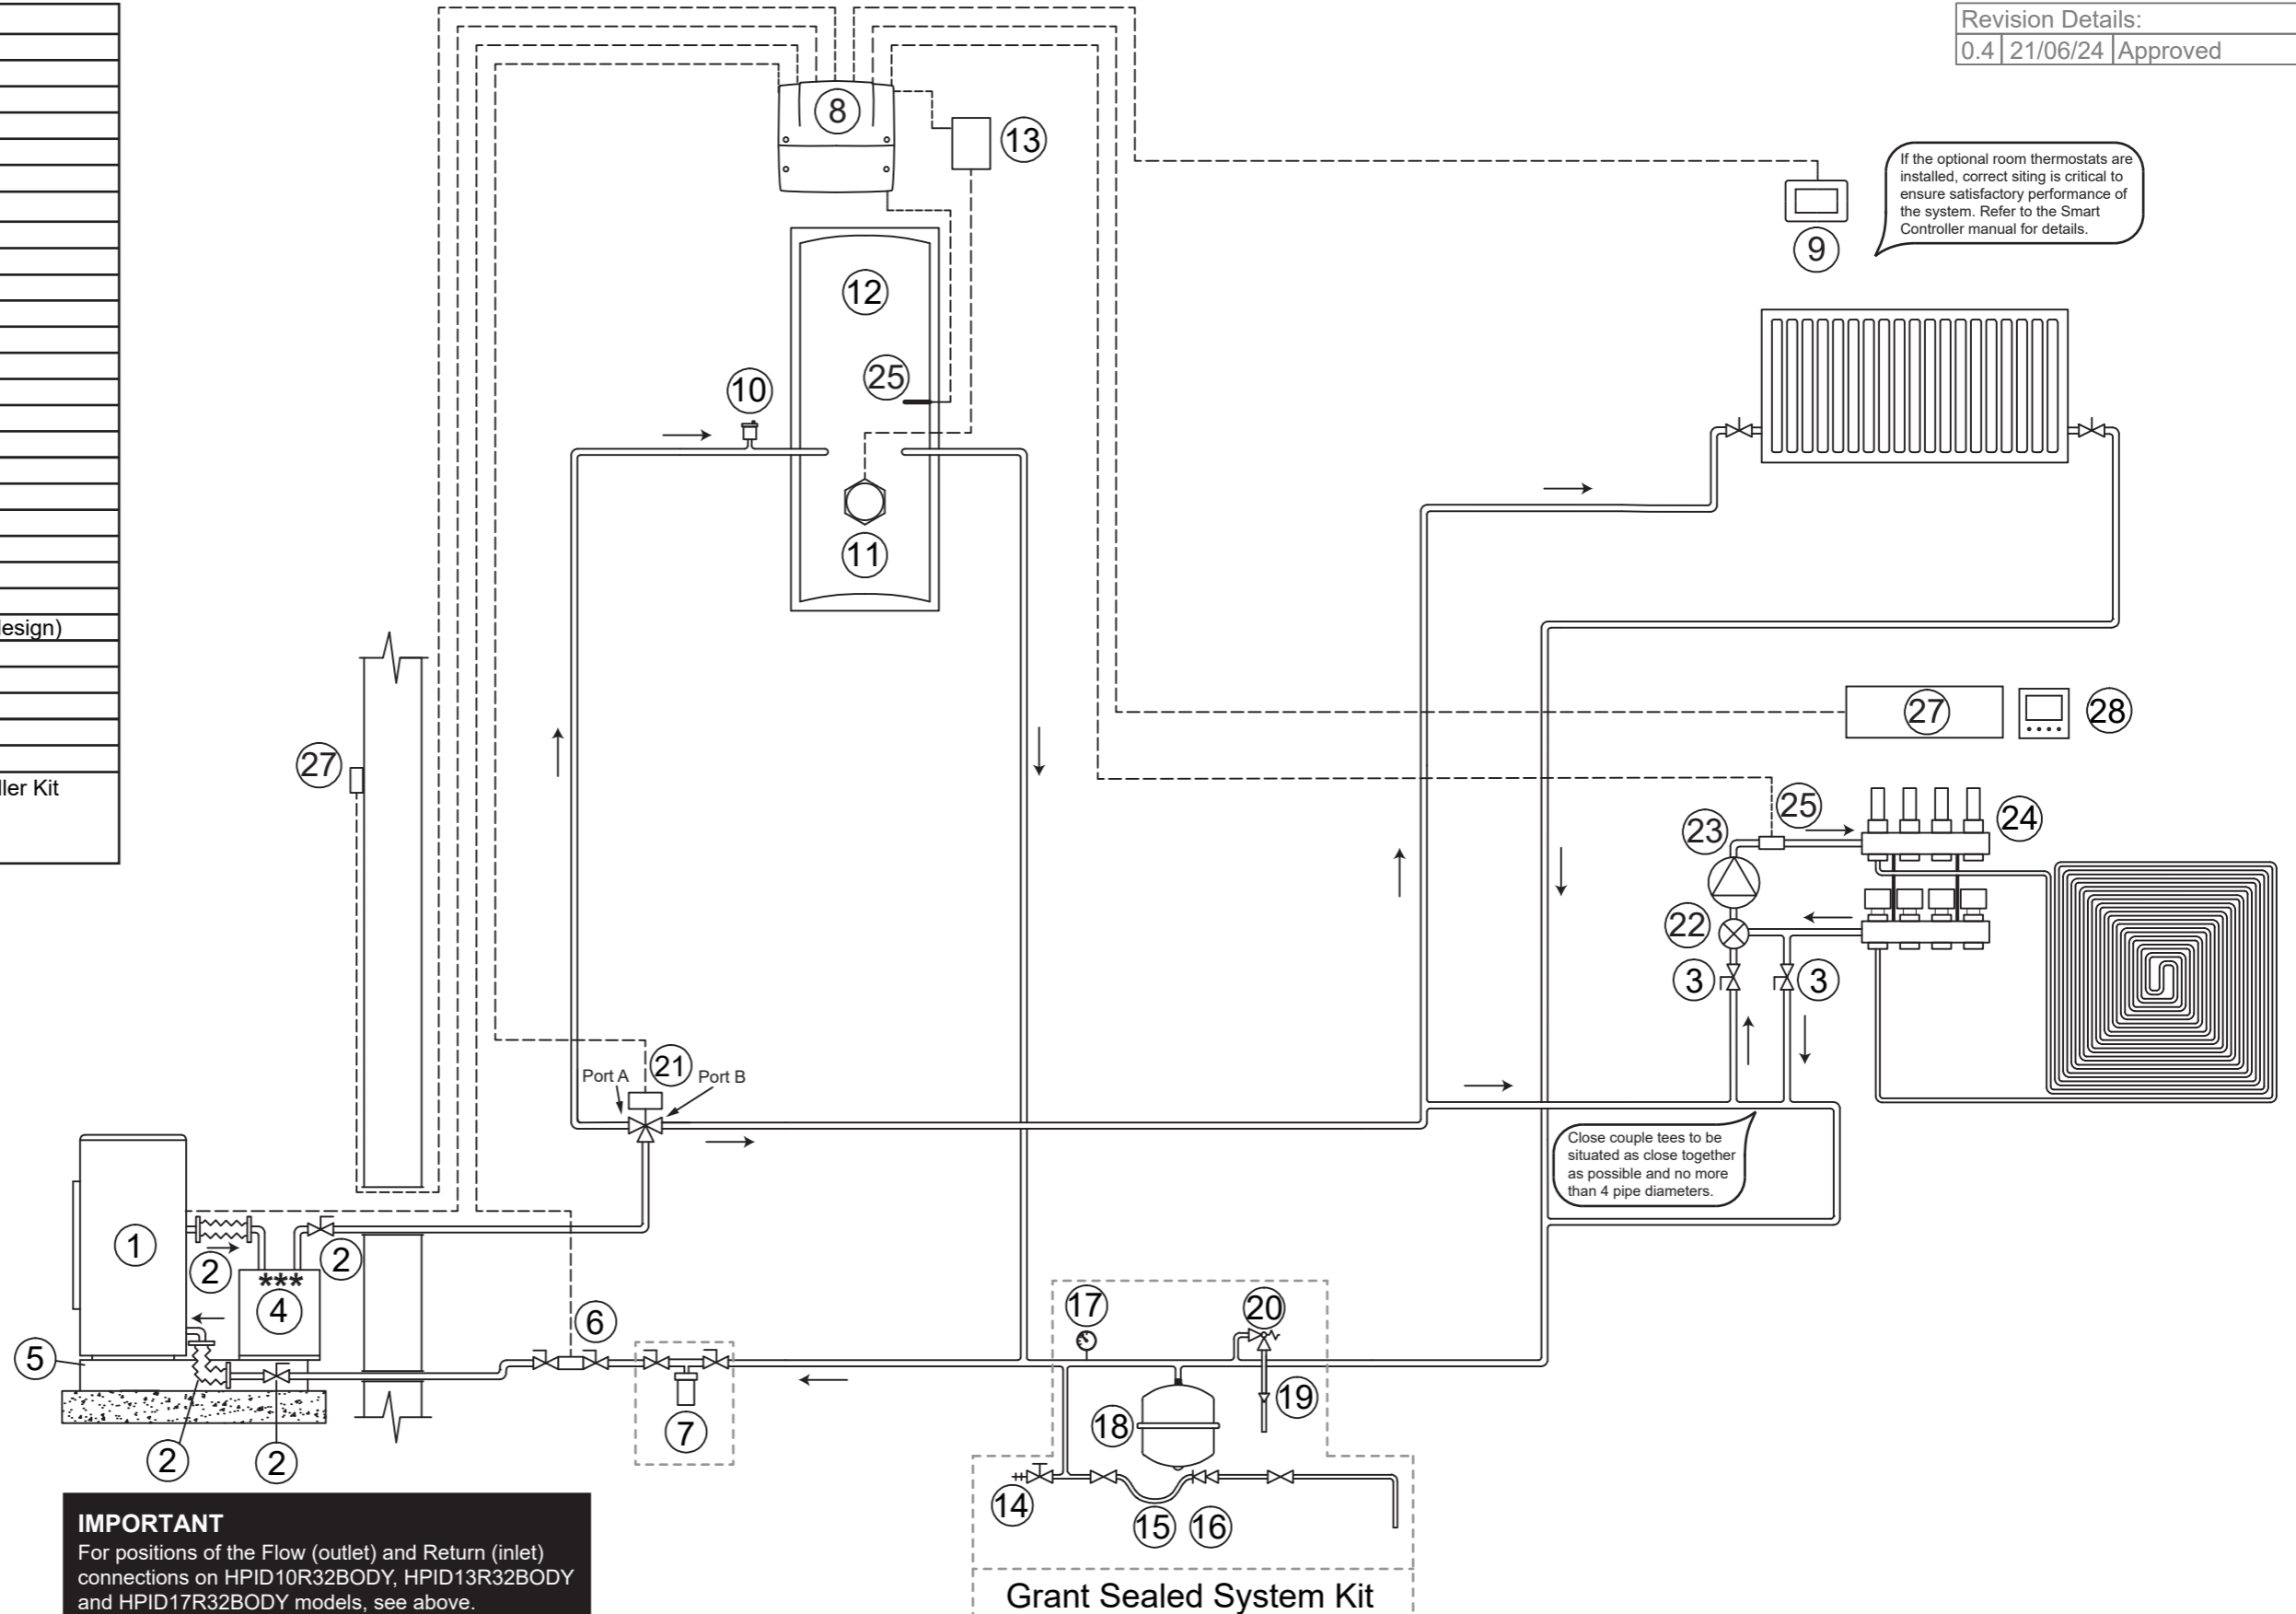 Revision Details:
0.4 21/06/24 Approved
8
13
If the optional room thermostats are
installed, correct siting is critical to
ensure satisfactory performance of
the system. Refer to the Smart
Controller manual for details.
9
12
25
10
11
esign)
27
28
27
ller Kit
25
23
24
22
3
3
21
Port A
Port B
Close couple tees to be
situated as close together
as possible and no more
than 4 pipe diameters.
1
2
2
***
4
17
20
6
5
19
18
7
2
2
14
15
16
IMPORTANT
For positions of the Flow (outlet) and Return (inlet)
connections on HPID10R32BODY, HPID13R32BODY
and HPID17R32BODY models, see above.
Grant Sealed System Kit